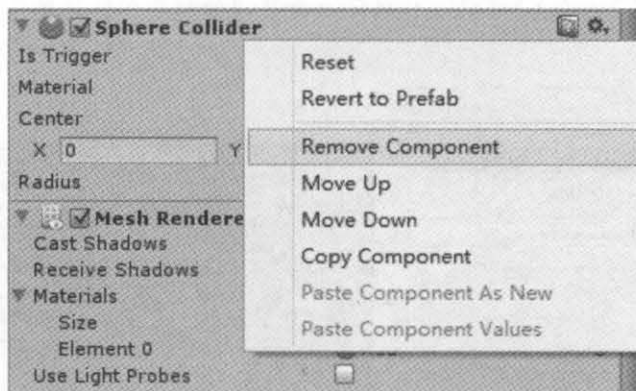 Sphere Collider
Is Trigger
Material
Center
X 0 Y
Radius
Mesh Rendere
Cast Shadows
Receive Shadows
Materials
Size
Element 0
Use Light Probes
Reset
Revert to Prefab
Remove Component
Move Up
Move Down
Copy Component
Paste Component As New
Paste Component Values